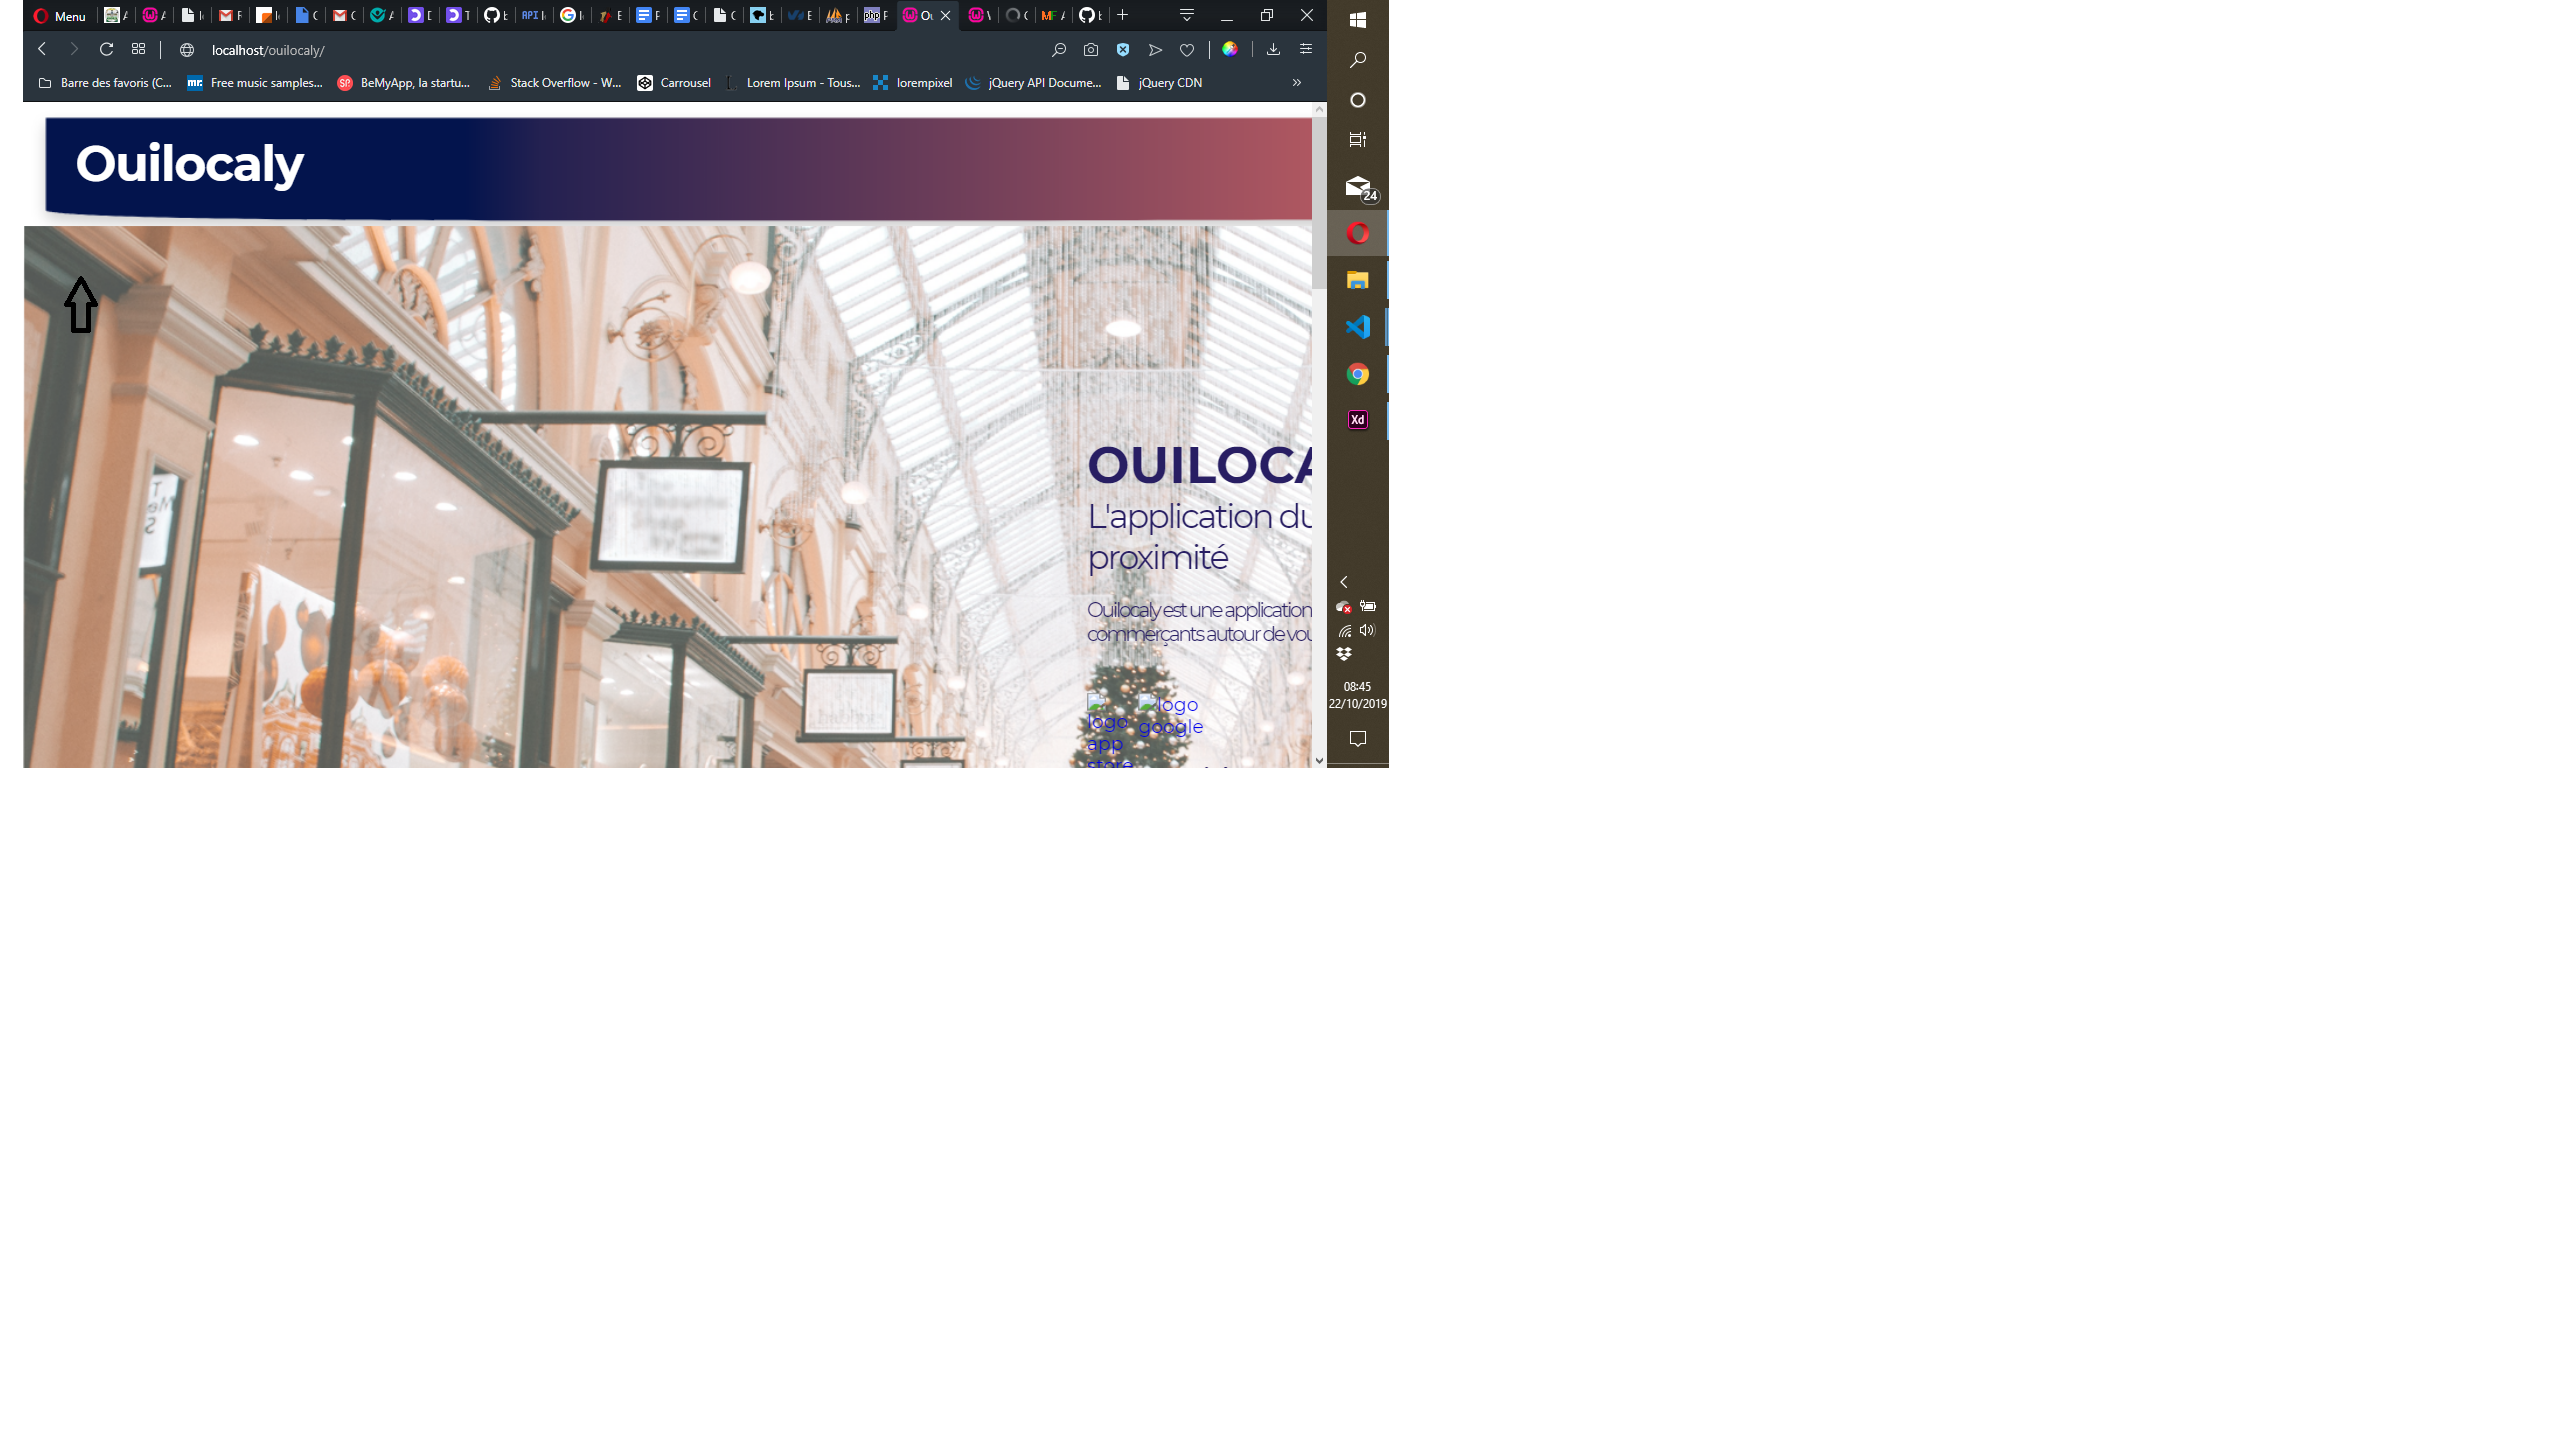 Menu
localhost/ouilocaly/
Barre des favoris (C... Free music samples... BeMyApp, la startu... Stack Overflow - W... Carrousel Lorem Ipsum - Tous... lorempixel jQuery API Docume... jQuery CDN
Ouilocaly
OUILOCA
L'application du
proximité
Ouilocaly est une application
commerçants autour de vou
logo app store
logo google
24
Xd
08:45
22/10/2019